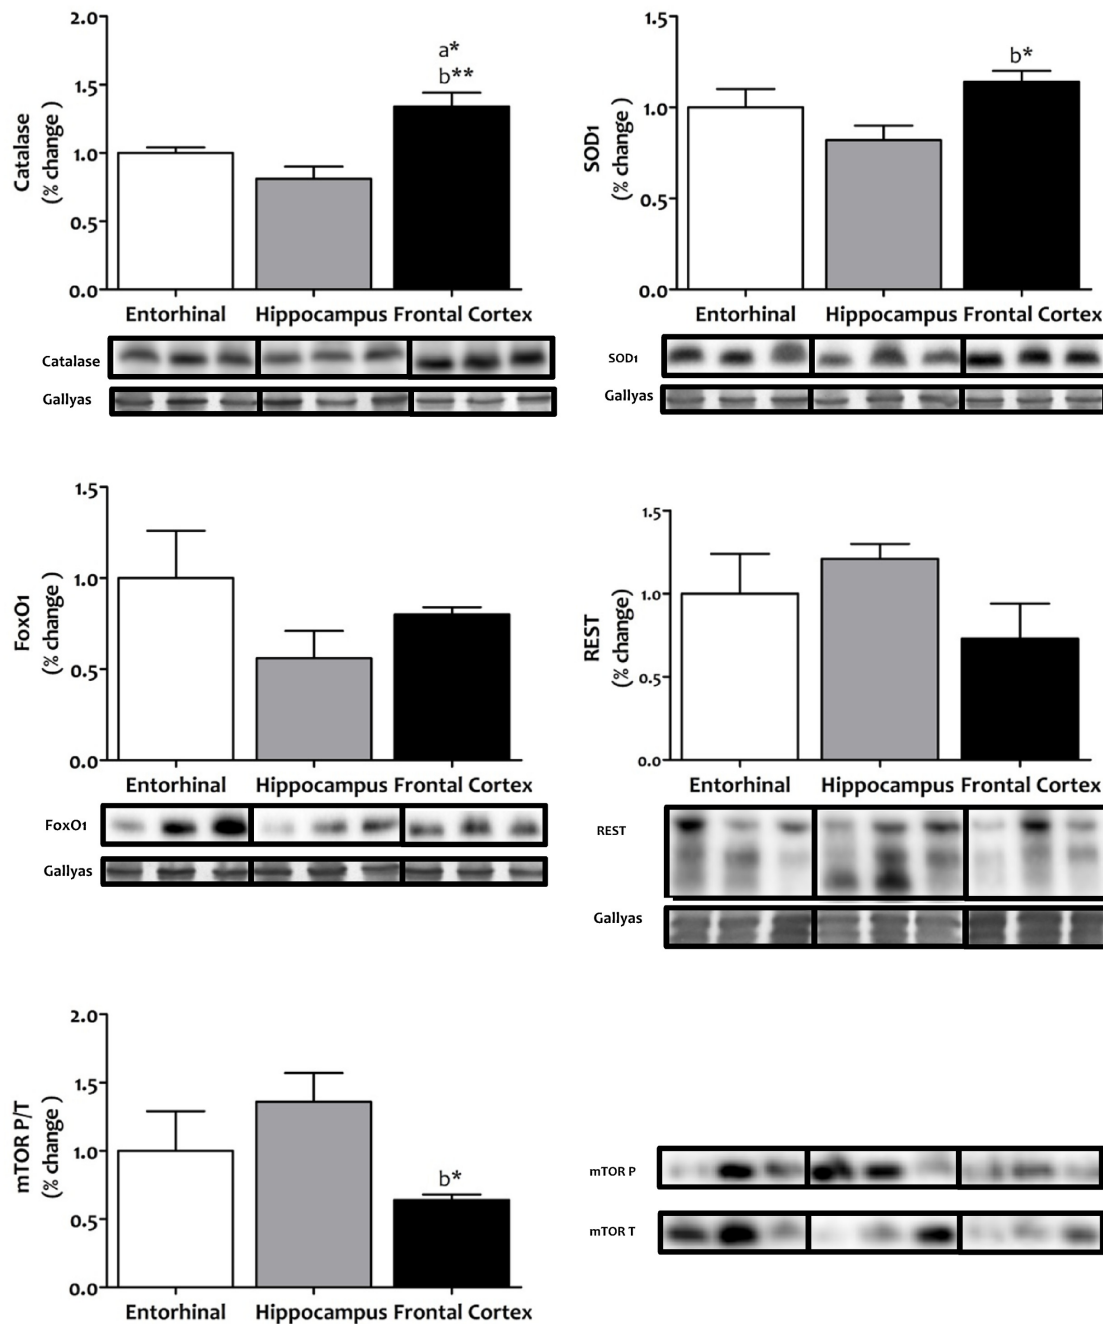 Catalase
(% change )
2.0
1.5
1.0
0.5
0.0
a*
b**
Entorhinal Hippocampus Frontal Cortex
Catalase
Gallyas
SOD1
(% change )
1.5
1.0
0.5
0.0
b*
Entorhinal Hippocampus Frontal Cortex
SOD1
Gallyas
FoxO1
(% change )
1.5
1.0
0.5
0.0
Entorhinal Hippocampus Frontal Cortex
FoxO1
Gallyas
REST
(% change)
1.5
1.0
0.5
0.0
Entorhinal Hippocampus Frontal Cortex
REST
Gallyas
mTOR P/T
(% change )
2.0
1.5
1.0
0.5
0.0
b*
Entorhinal Hippocampus Frontal Cortex
mTOR P
mTOR T